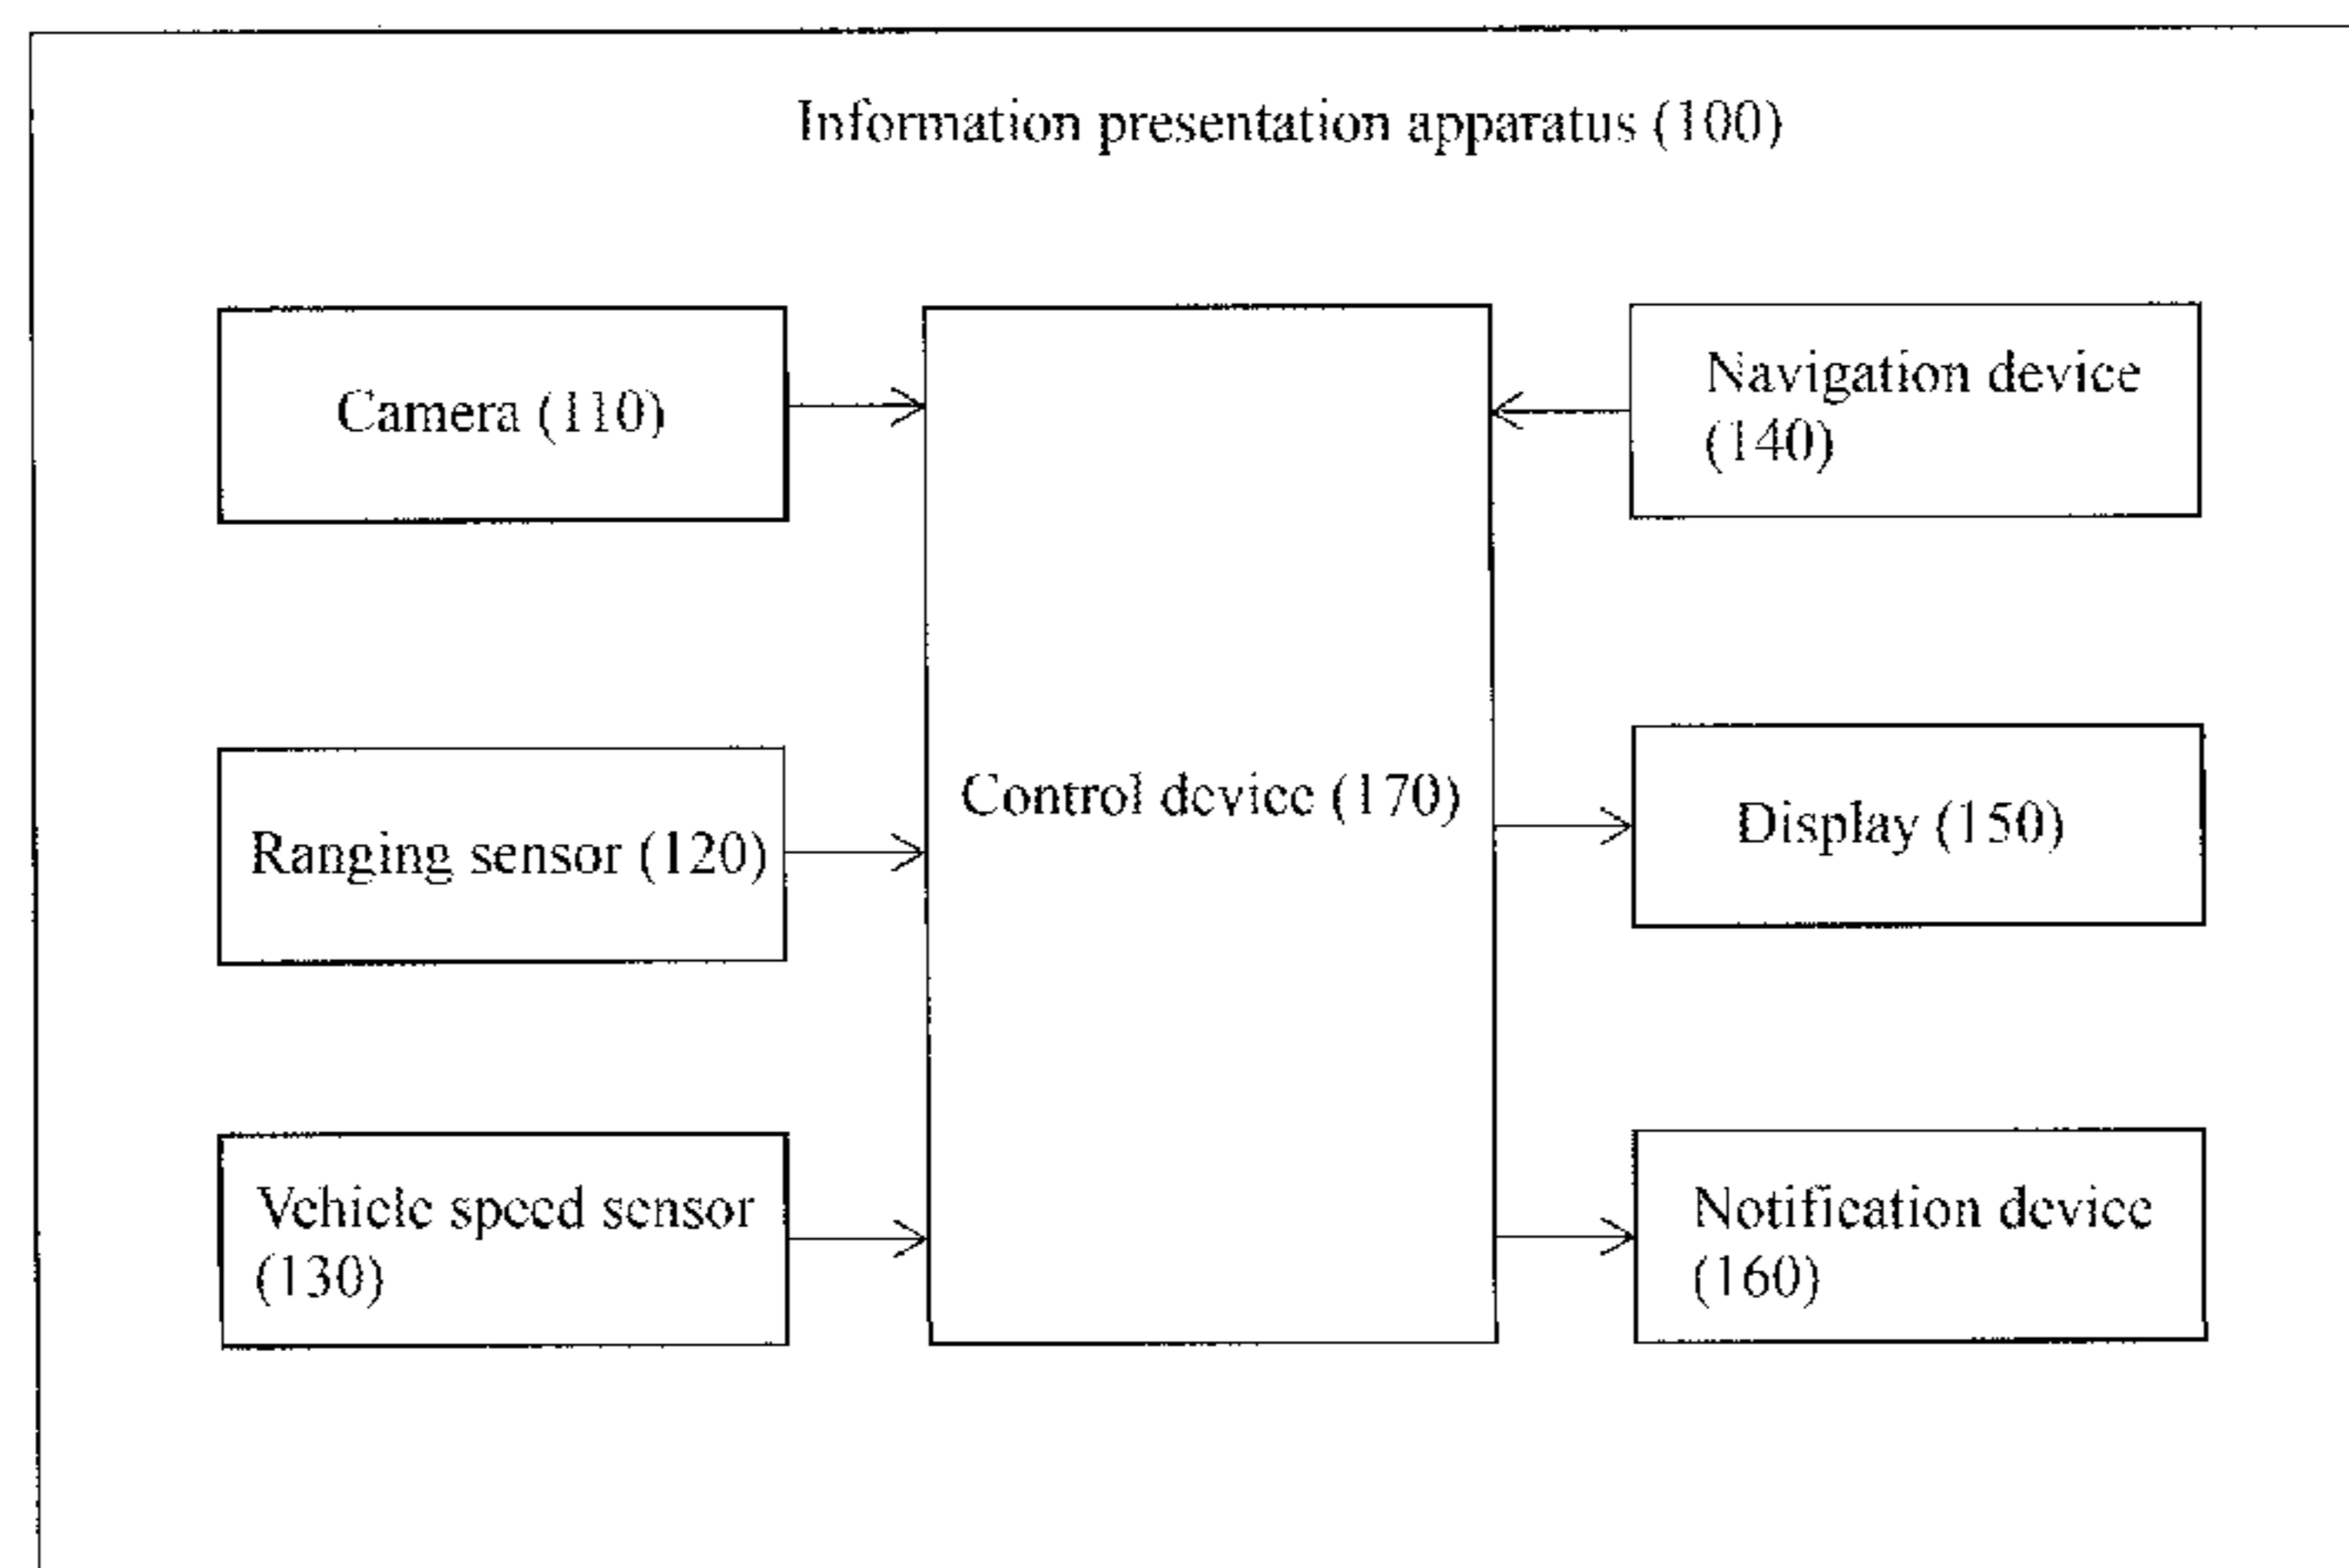 Information presentation apparatus (100)
Camera (110)
Ranging sensor (120)
Vehicle speed sensor
(130)
Control device (170)
Navigation device
(140)
Display (150)
Notification device
(160)